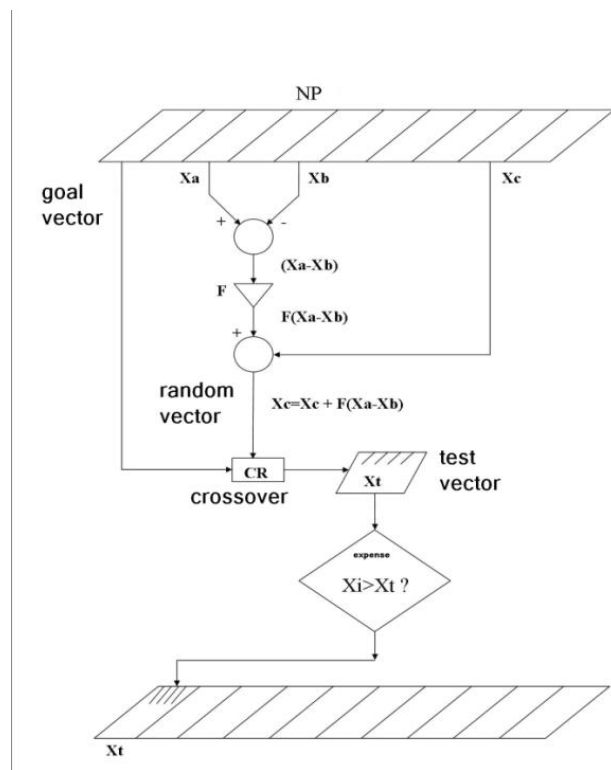 NP
goal
vector
Xa
Xb
Xc
+
-
(Xa-Xb)
F
F(Xa-Xb)
+
random
vector
Xc=Xc + F(Xa-Xb)
CR
crossover
Xt
test
vector
expense
Xi>Xt ?
Xt